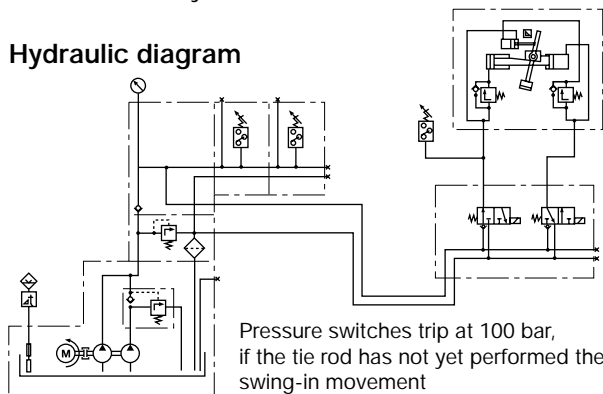 Hydraulic diagram
M
Pressure switches trip at 100 bar,
if the tie rod has not yet performed the
swing-in movement